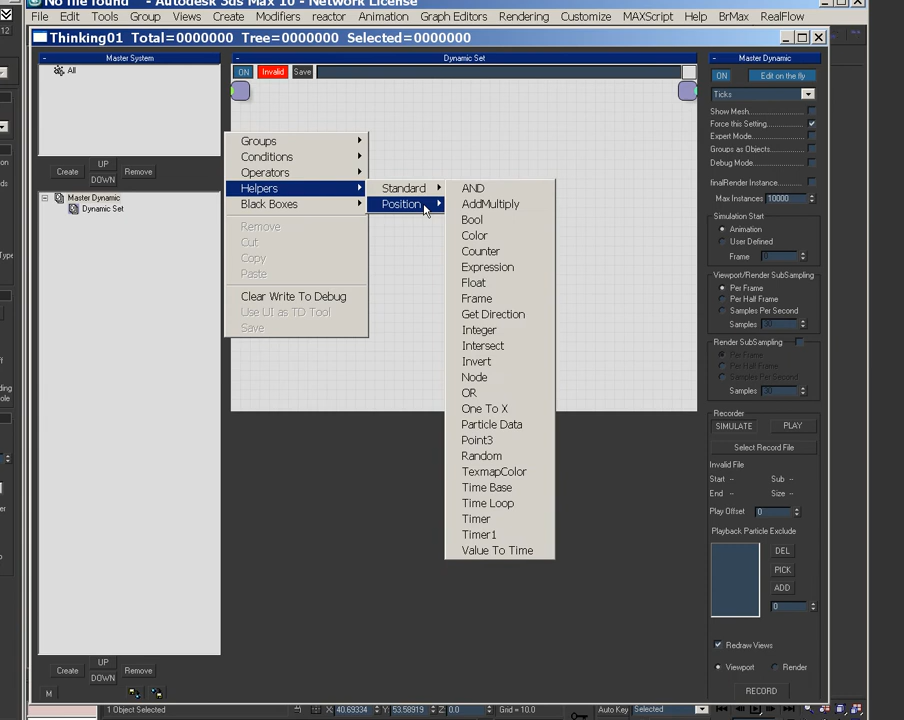 No file found - Autodesk 3ds Max 10 - Network License
File Edit Tools Group Views Create Modifiers reactor Animation Graph Editors Rendering Customize MAXScript Help BrMax RealFlow
Thinking01 Total=0000000 Tree=0000000 Selected=0000000
Master System
All
Create UP DOWN Remove
Master Dynamic
Dynamic Set
Create UP DOWN Remove
M
Dynamic Set
ON Invalid Save
Groups
Conditions
Operators
Helpers
Black Boxes
Remove
Cut
Copy
Paste
Clear Write To Debug
Use UI as TD Tool
Save
Standard
Position
AND
AddMultiply
Bool
Color
Counter
Expression
Float
Frame
Get Direction
Integer
Intersect
Invert
Node
OR
One To X
Particle Data
Point3
Random
TexmapColor
Time Base
Time Loop
Timer
Timer1
Value To Time
Master Dynamic
ON Edit on the fly
Ticks
Show Mesh
Force this Setting
Expert Mode
Groups as Objects
Debug Mode
finalRender Instance
Max Instances 10000
Simulation Start
Animation
User Defined
Frame 0
Viewport/Render SubSampling
Per Frame
Per Half Frame
Samples Per Second
Samples 30
Render SubSampling
Per Frame
Per Half Frame
Samples Per Second
Samples 30
Recorder
SIMULATE PLAY
Select Record File
Invalid File
Start -- Sub --
End -- Size --
Play Offset 0
Playback Particle Exclude
DEL
PICK
ADD
0
Redraw Views
Viewport Render
RECORD
1 Object Selected X: 40.69334 Y: 53.58919 Z: 0.0 Grid = 10.0 Auto Key Selected